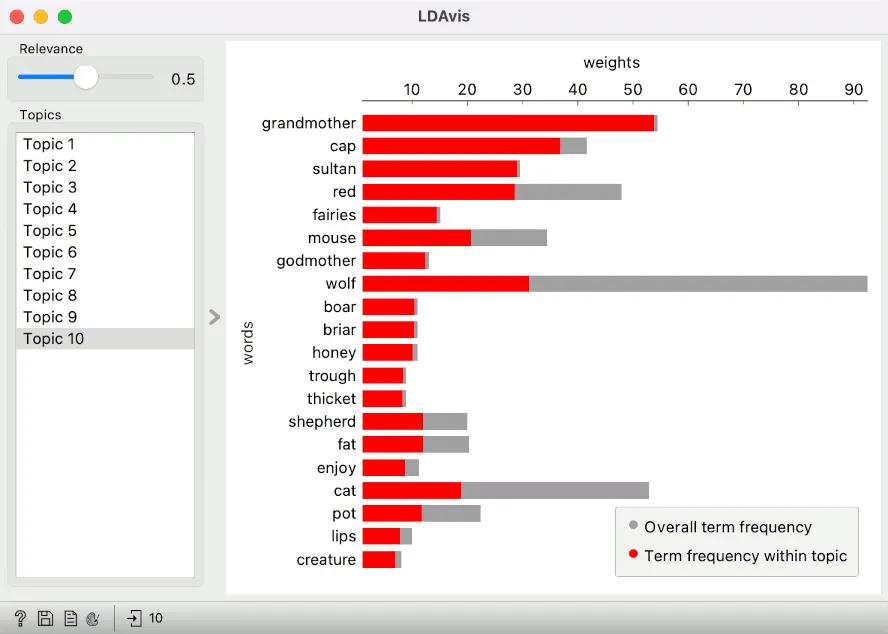 LDAvis
Relevance
0.5
Topics
Topic 1
Topic 2
Topic 3
Topic 4
Topic 5
Topic 6
Topic 7
Topic 8
Topic 9
Topic 10
weights
10 20 30 40 50 60 70 80 90
words
grandmother
cap
sultan
red
fairies
mouse
godmother
wolf
boar
briar
honey
trough
thicket
shepherd
fat
enjoy
cat
pot
lips
creature
Overall term frequency
Term frequency within topic
? 10